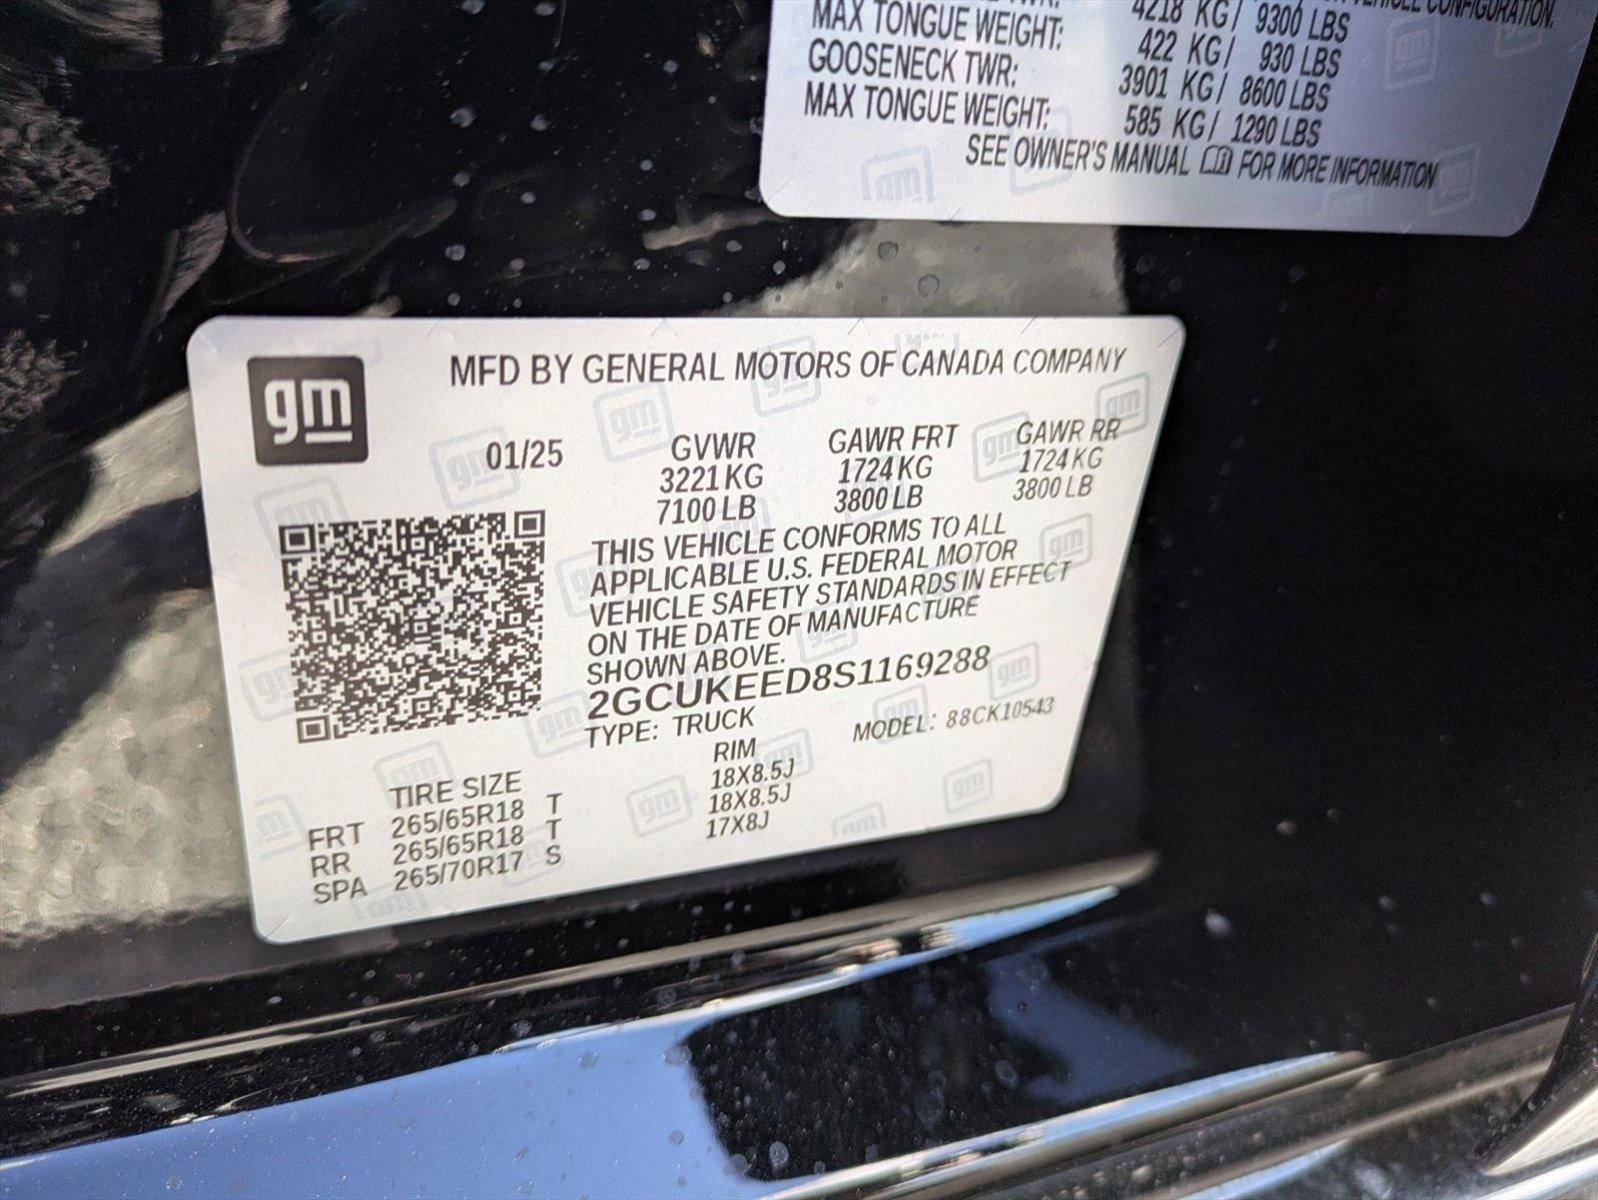 4218 KG/ 9300 LBS
MAX TONGUE WEIGHT: 422 KG/ 930 LBS
GOOSENECK TWR: 3901 KG/ 8600 LBS
MAX TONGUE WEIGHT: 585 KG/ 1290 LBS
SEE OWNER'S MANUAL FOR MORE INFORMATION
gm
MFD BY GENERAL MOTORS OF CANADA COMPANY
01/25 GVWR GAWR FRT GAWR RR
3221 KG 1724 KG 1724 KG
7100 LB 3800 LB 3800 LB
THIS VEHICLE CONFORMS TO ALL
APPLICABLE U.S. FEDERAL MOTOR
VEHICLE SAFETY STANDARDS IN EFFECT
ON THE DATE OF MANUFACTURE
SHOWN ABOVE.
2GCUKEED8S1169288
TYPE: TRUCK MODEL: 88CK10543
TIRE SIZE RIM
FRT 265/65R18 T 18X8.5J
RR 265/65R18 T 18X8.5J
SPA 265/70R17 S 17X8J